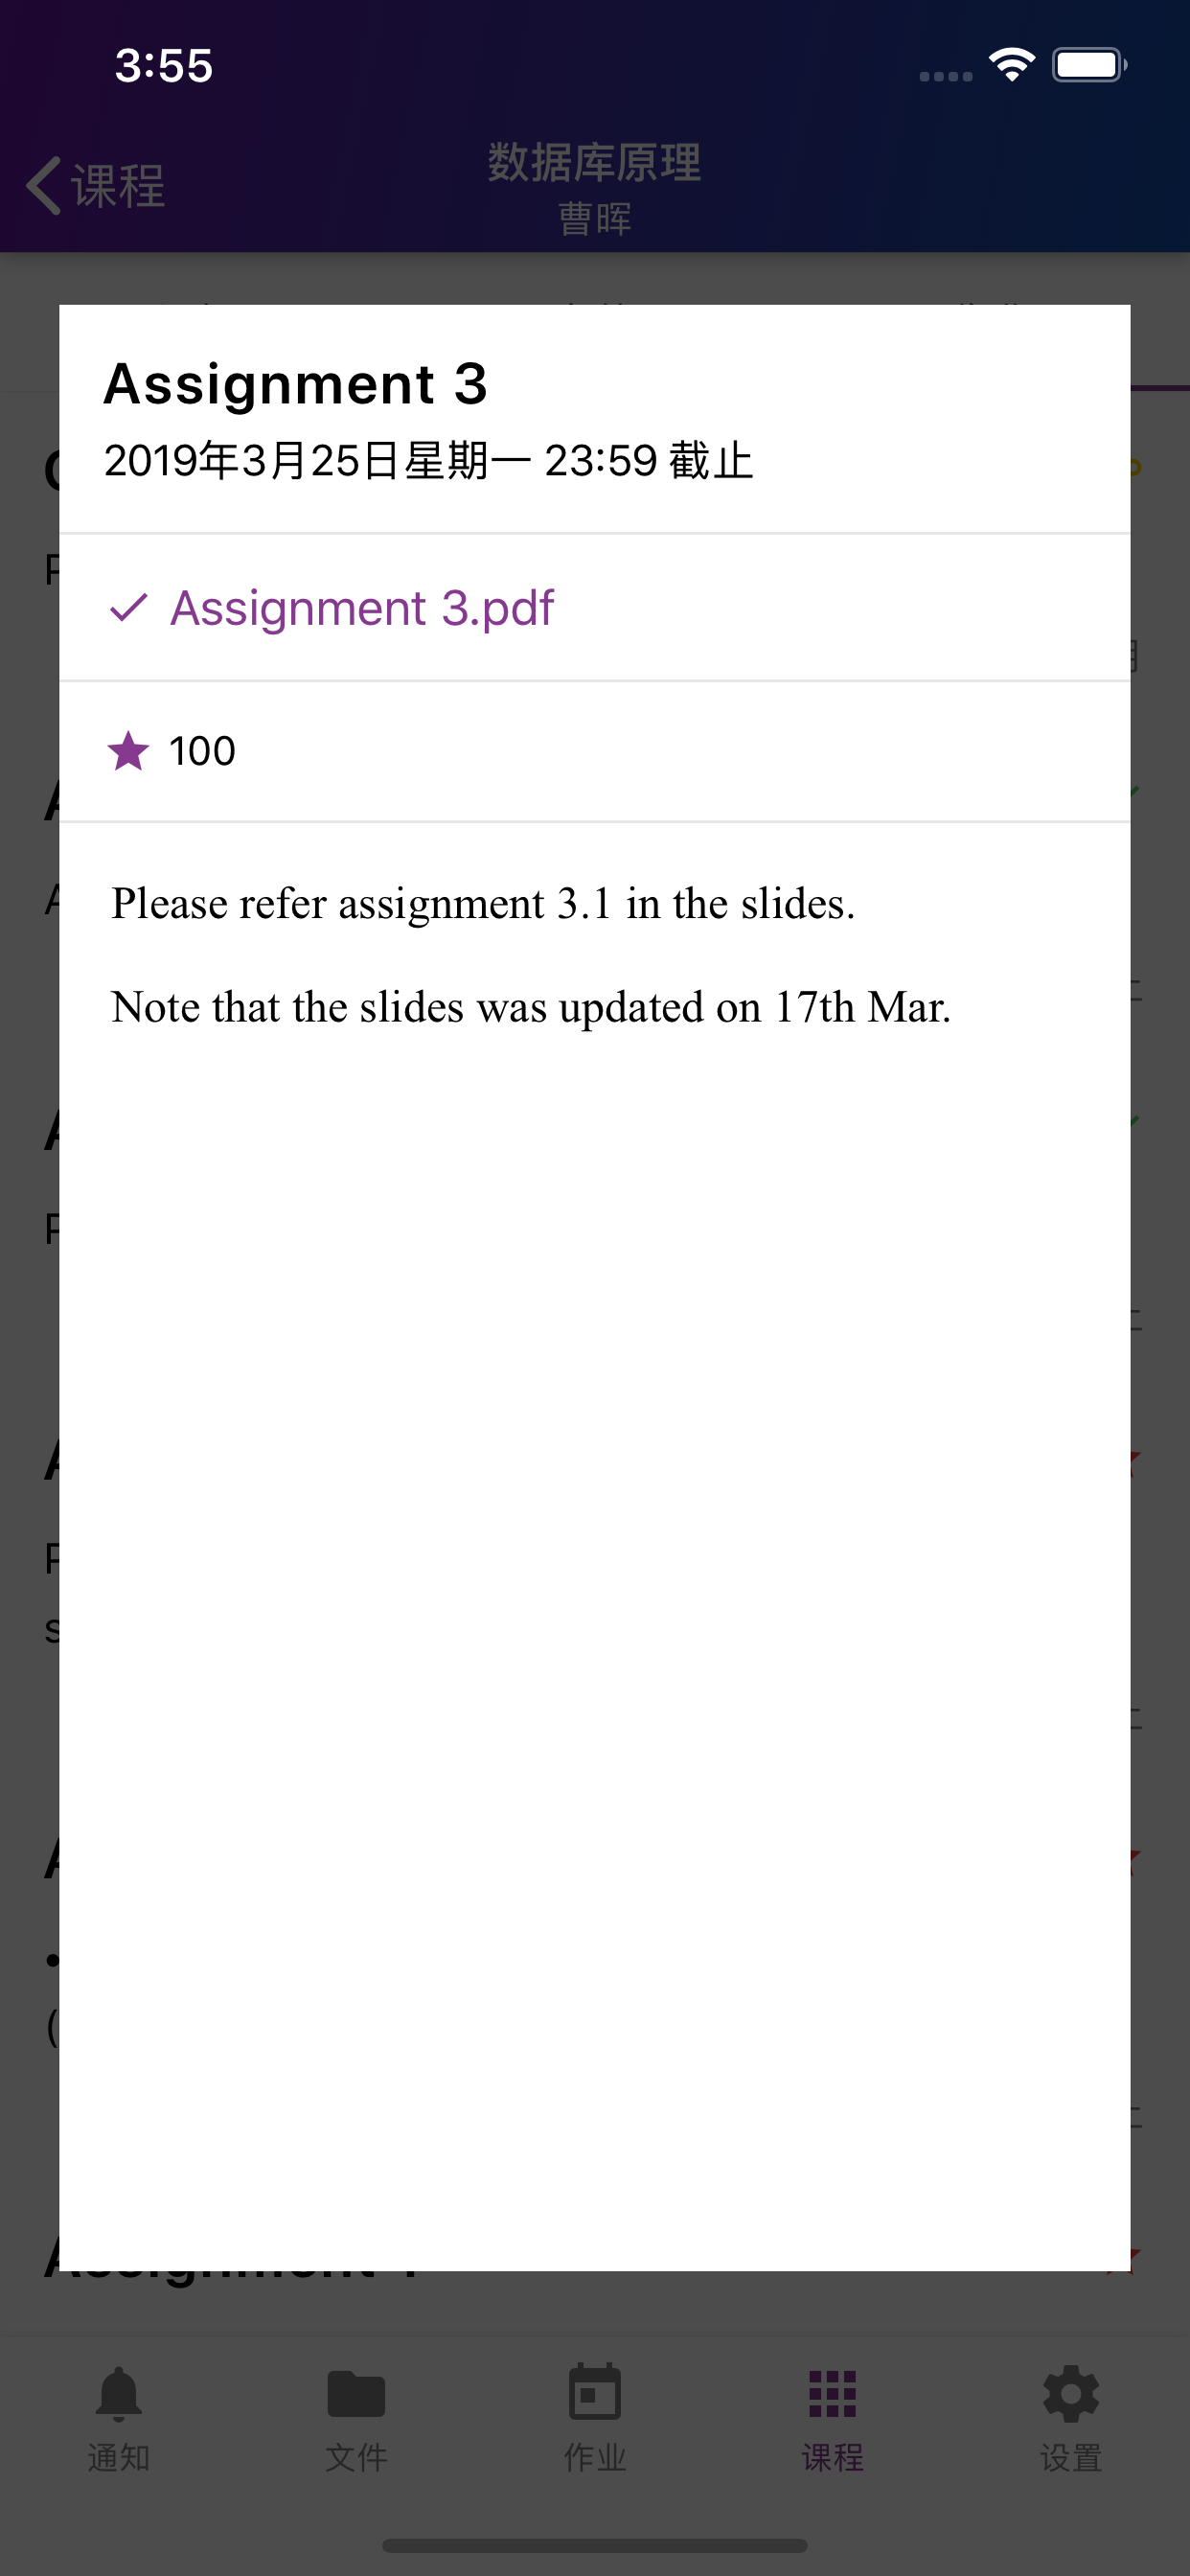 3:55
课程
数据库原理
曹晖
Assignment 3
2019年3月25日星期一 23:59 截止
Assignment 3.pdf
100
Please refer assignment 3.1 in the slides.
Note that the slides was updated on 17th Mar.
通知
文件
作业
课程
设置